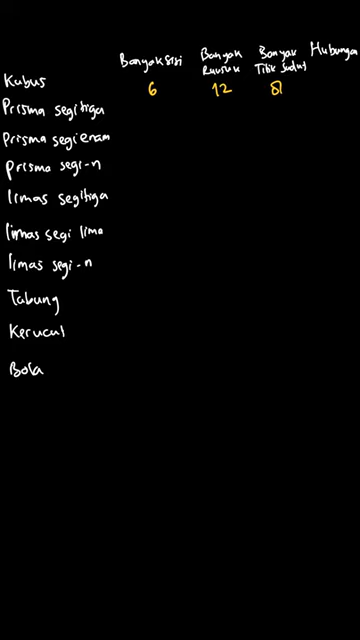 Banyak sisi Banyak Rusuk Banyak Titik Sudut Hubunga
Kubus 6 12 8
Prisma segitiga
Prisma segienam
prisma segi-n
limas segitiga
limas segi lima
limas segi-n
Tabung
Kerucut
Bola